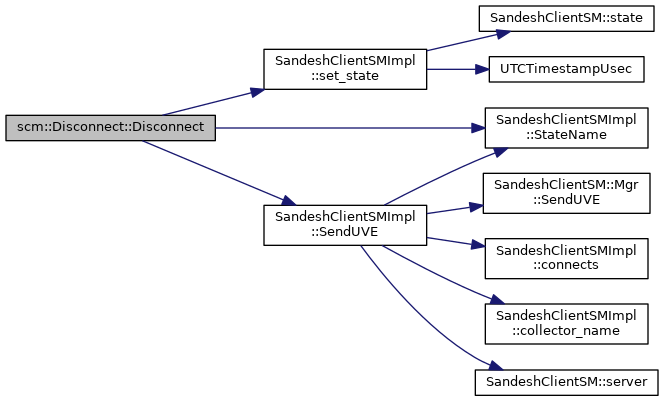 scm::Disconnect::Disconnect
SandeshClientSMImpl
::set_state
SandeshClientSM::state
UTCTimestampUsec
SandeshClientSMImpl
::StateName
SandeshClientSMImpl
::SendUVE
SandeshClientSM::Mgr
::SendUVE
SandeshClientSMImpl
::connects
SandeshClientSMImpl
::collector_name
SandeshClientSM::server